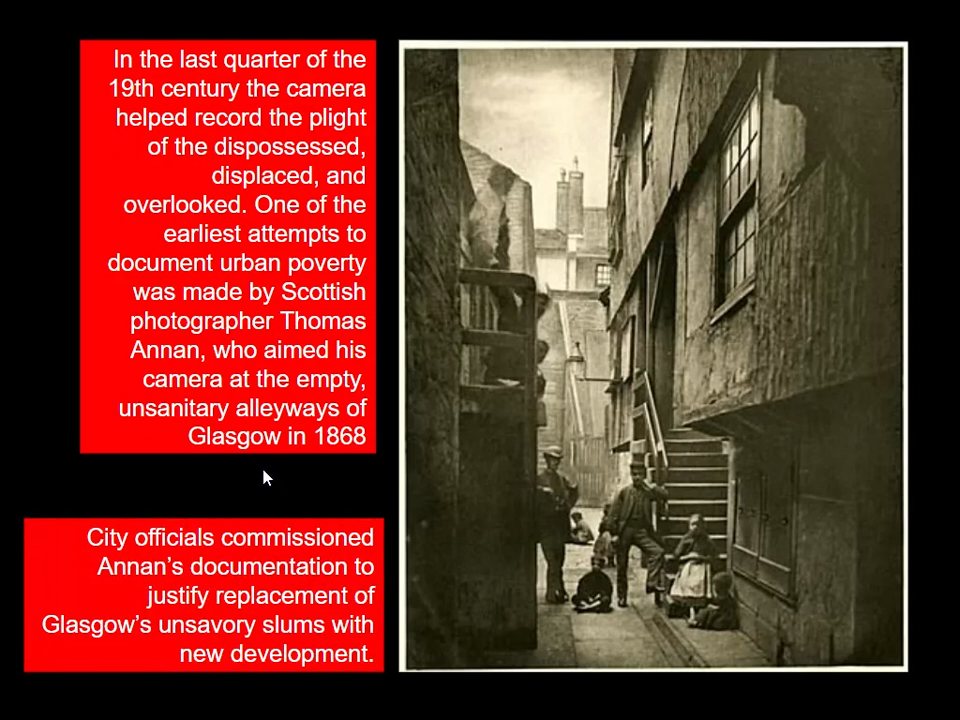 In the last quarter of the
19th century the camera
helped record the plight
of the dispossessed,
displaced, and
overlooked. One of the
earliest attempts to
document urban poverty
was made by Scottish
photographer Thomas
Annan, who aimed his
camera at the empty,
unsanitary alleyways of
Glasgow in 1868
City officials commissioned
Annan’s documentation to
justify replacement of
Glasgow’s unsavory slums with
new development.